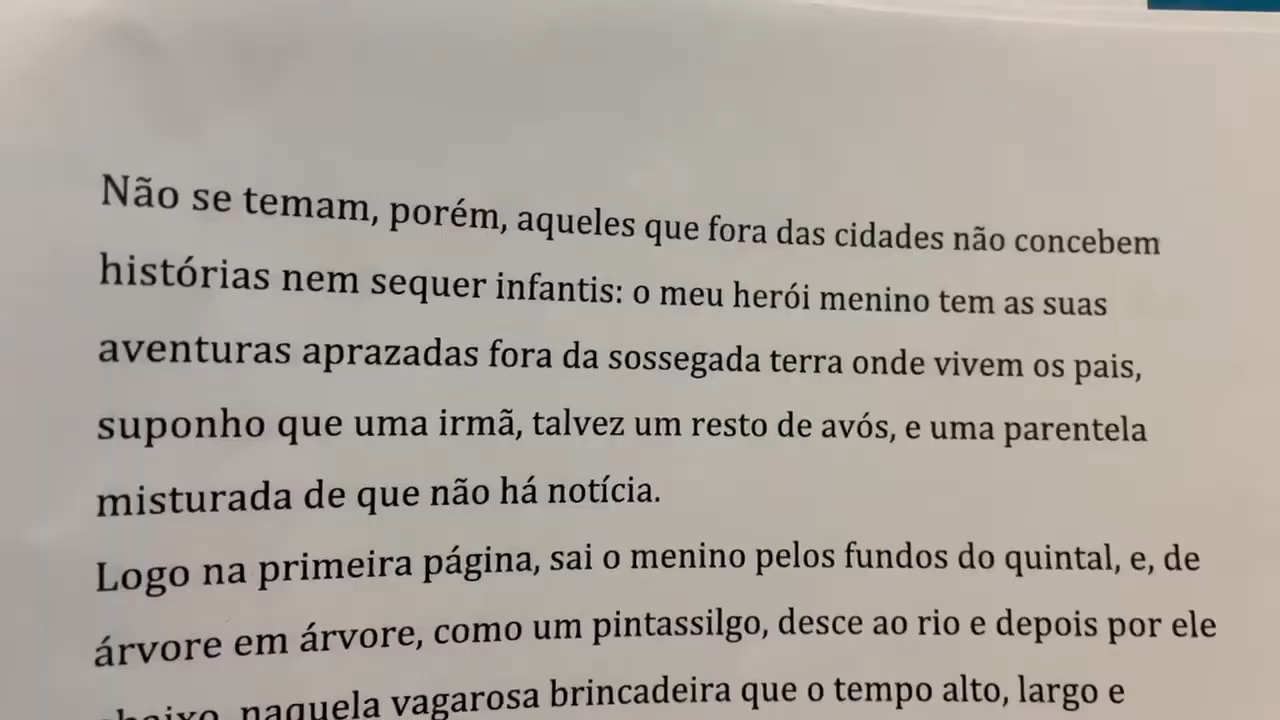 Não se temam, porém, aqueles que fora das cidades não concebem
histórias nem sequer infantis: o meu herói menino tem as suas
aventuras aprazadas fora da sossegada terra onde vivem os pais,
suponho que uma irmã, talvez um resto de avós, e uma parentela
misturada de que não há notícia.
Logo na primeira página, sai o menino pelos fundos do quintal, e, de
árvore em árvore, como um pintassilgo, desce ao rio e depois por ele
abaixo, naquela vagarosa brincadeira que o tempo alto, largo e